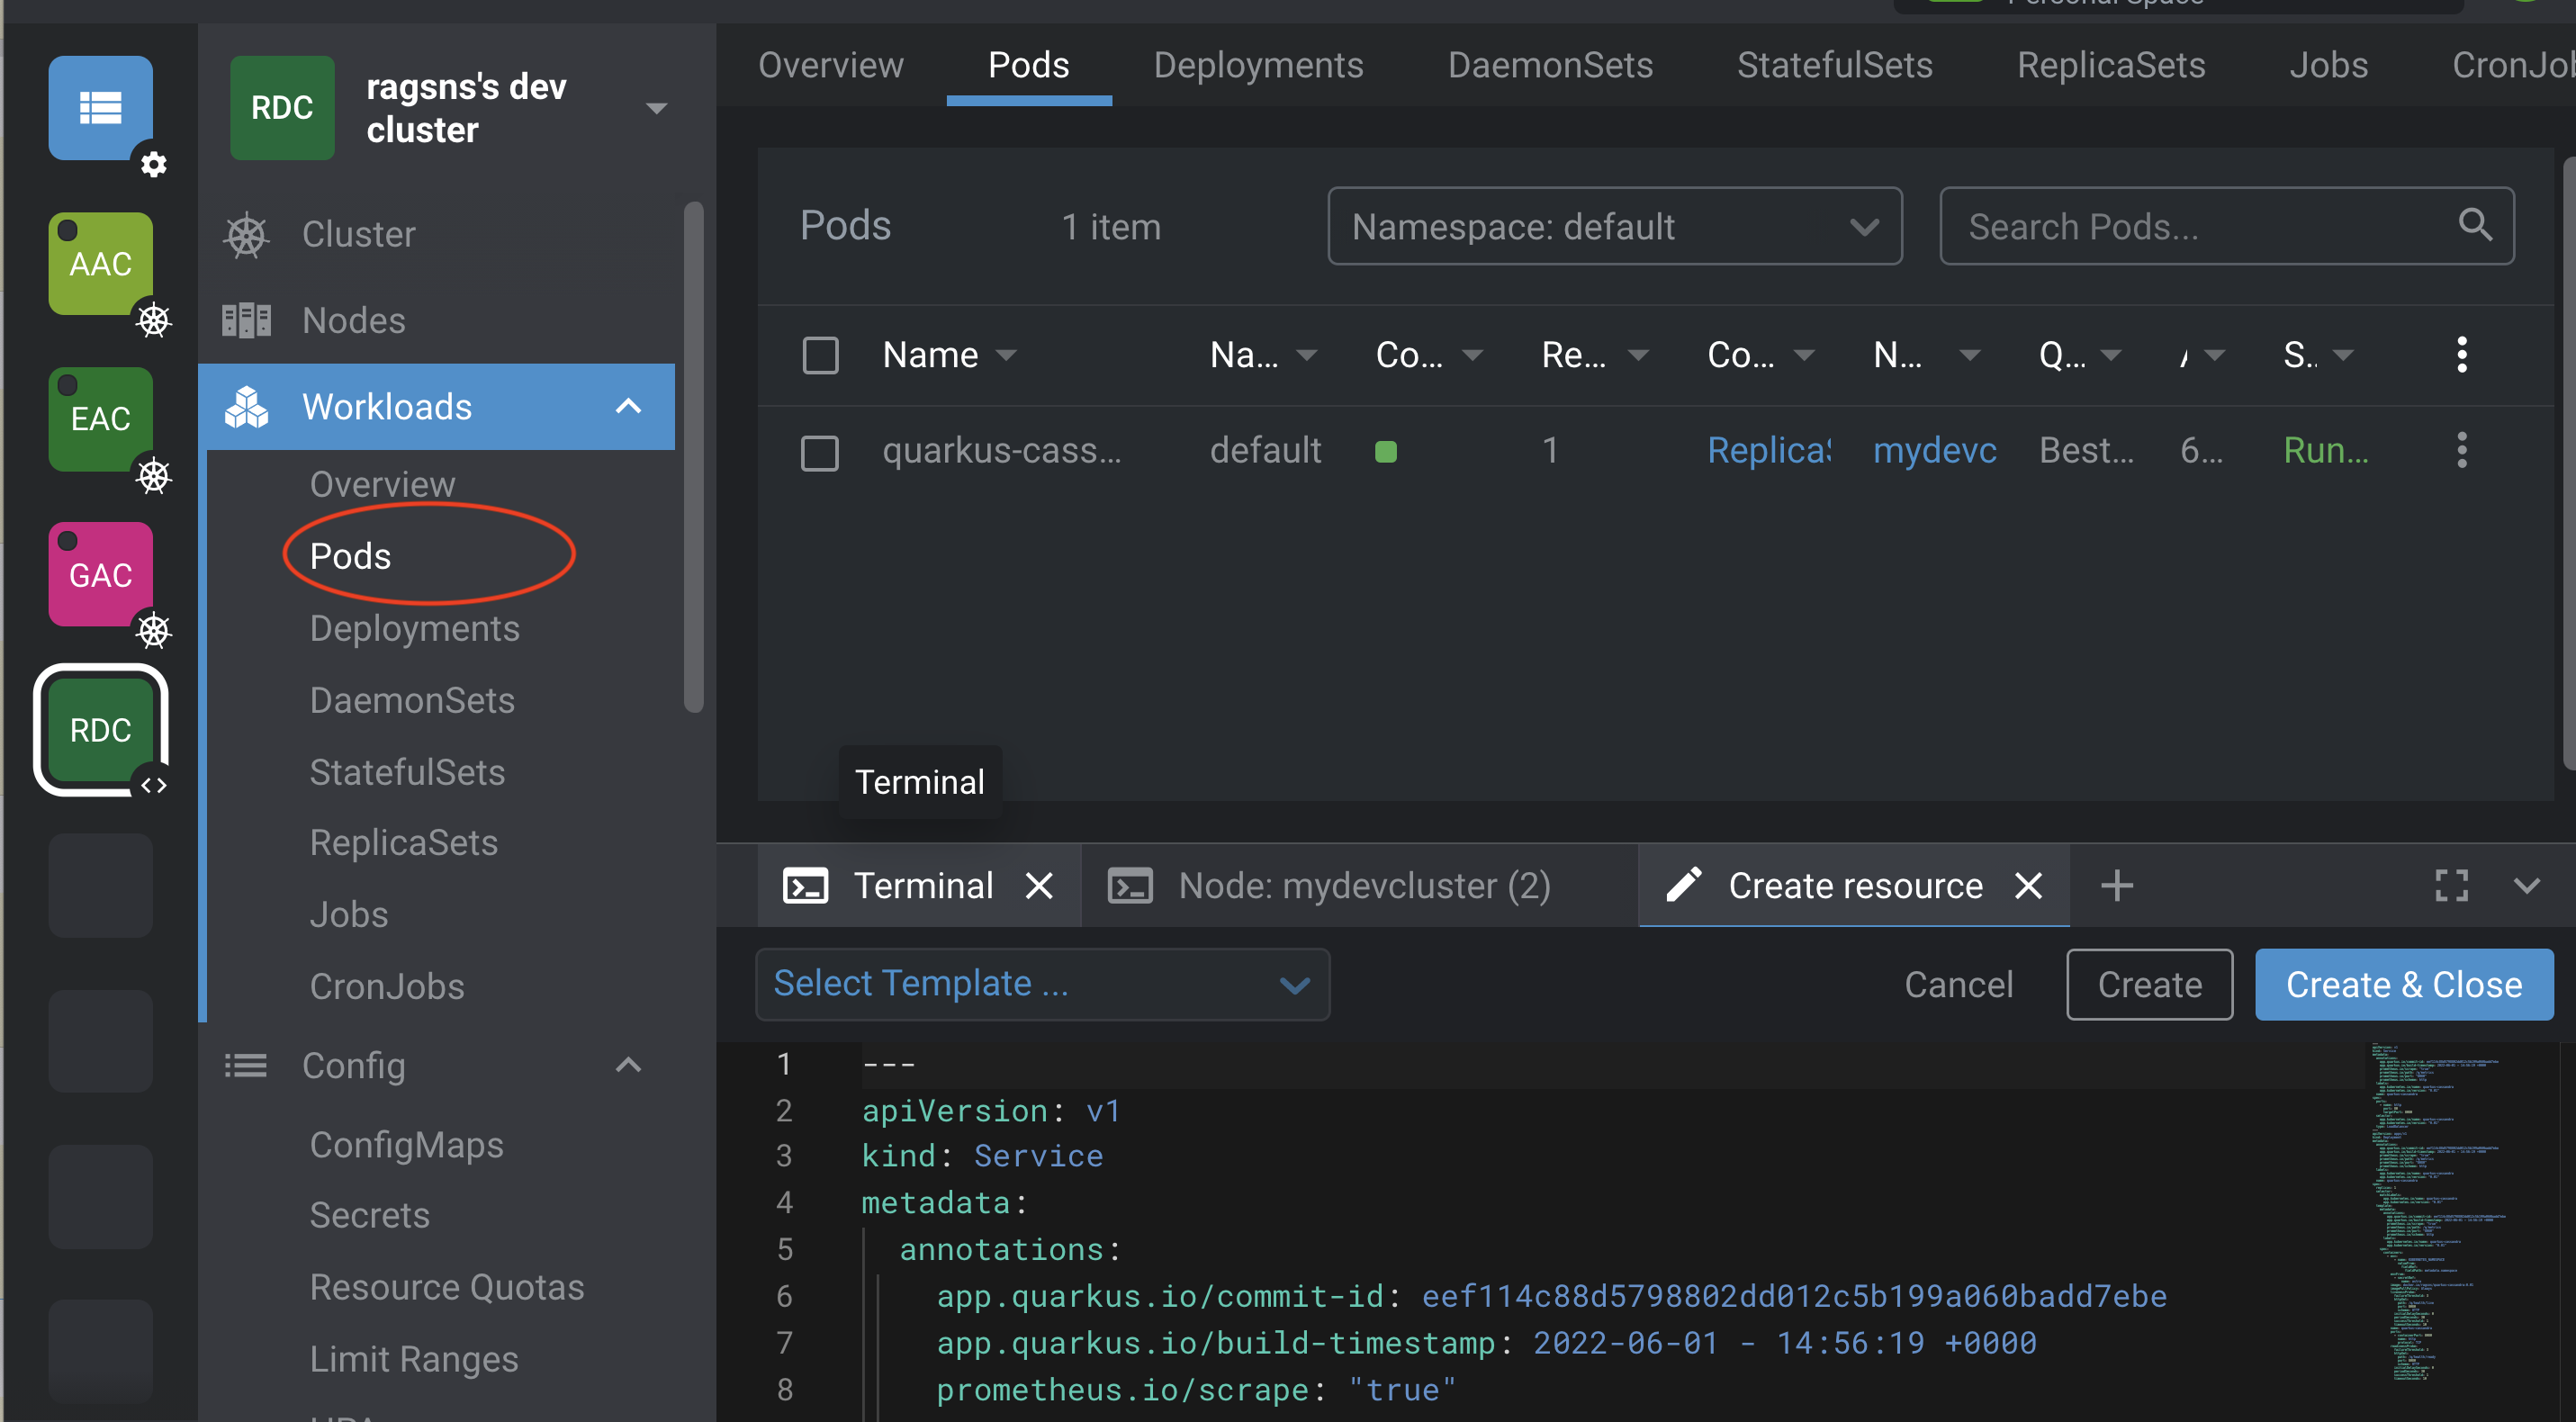 Personal Space
AAC
EAC
GAC
RDC
RDC
ragsns's dev
cluster
Cluster
Nodes
Workloads
Overview
Pods
Deployments
DaemonSets
StatefulSets
ReplicaSets
Jobs
CronJobs
Config
ConfigMaps
Secrets
Resource Quotas
Limit Ranges
HPA
Overview Pods Deployments DaemonSets StatefulSets ReplicaSets Jobs CronJob
Pods 1 item Namespace: default Search Pods...
Name Na... Co... Re... Co... N... Q... S..
quarkus-cass... default 1 Replica mydevc Best... 6... Run...
Terminal
Terminal Node: mydevcluster (2) Create resource
Select Template ... Cancel Create Create & Close
1 ---
2 apiVersion: v1
3 kind: Service
4 metadata:
5 annotations:
6 app.quarkus.io/commit-id: eef114c88d5798802dd012c5b199a060badd7ebe
7 app.quarkus.io/build-timestamp: 2022-06-01 - 14:56:19 +0000
8 prometheus.io/scrape: "true"